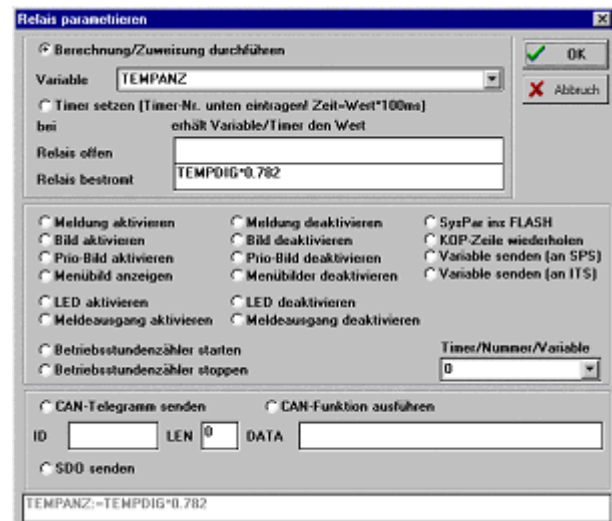 Relais parametrieren
Berechnung/Zuweisung durchführen
OK
Variable TEMPANZ
Abbruch
Timer setzen (Timer-Nr. unten eintragen! Zeit=Wert*100ms)
bei erhält Variable/Timer den Wert
Relais offen
Relais bestromt TEMPDIG*0.782
Meldung aktivieren Meldung deaktivieren SysPar ins FLASH
Bild aktivieren Bild deaktivieren KOP-Zeile wiederholen
Prio-Bild aktivieren Prio-Bild deaktivieren Variable senden (an SPS)
Menübild anzeigen Menübilder deaktivieren Variable senden (an ITS)
LED aktivieren LED deaktivieren
Meldeausgang aktivieren Meldeausgang deaktivieren
Betriebsstundenzähler starten Timer/Nummer/Variable
Betriebsstundenzähler stoppen 0
CAN-Telegramm senden CAN-Funktion ausführen
ID LEN 0 DATA
SDO senden
TEMPANZ:=TEMPDIG*0.782